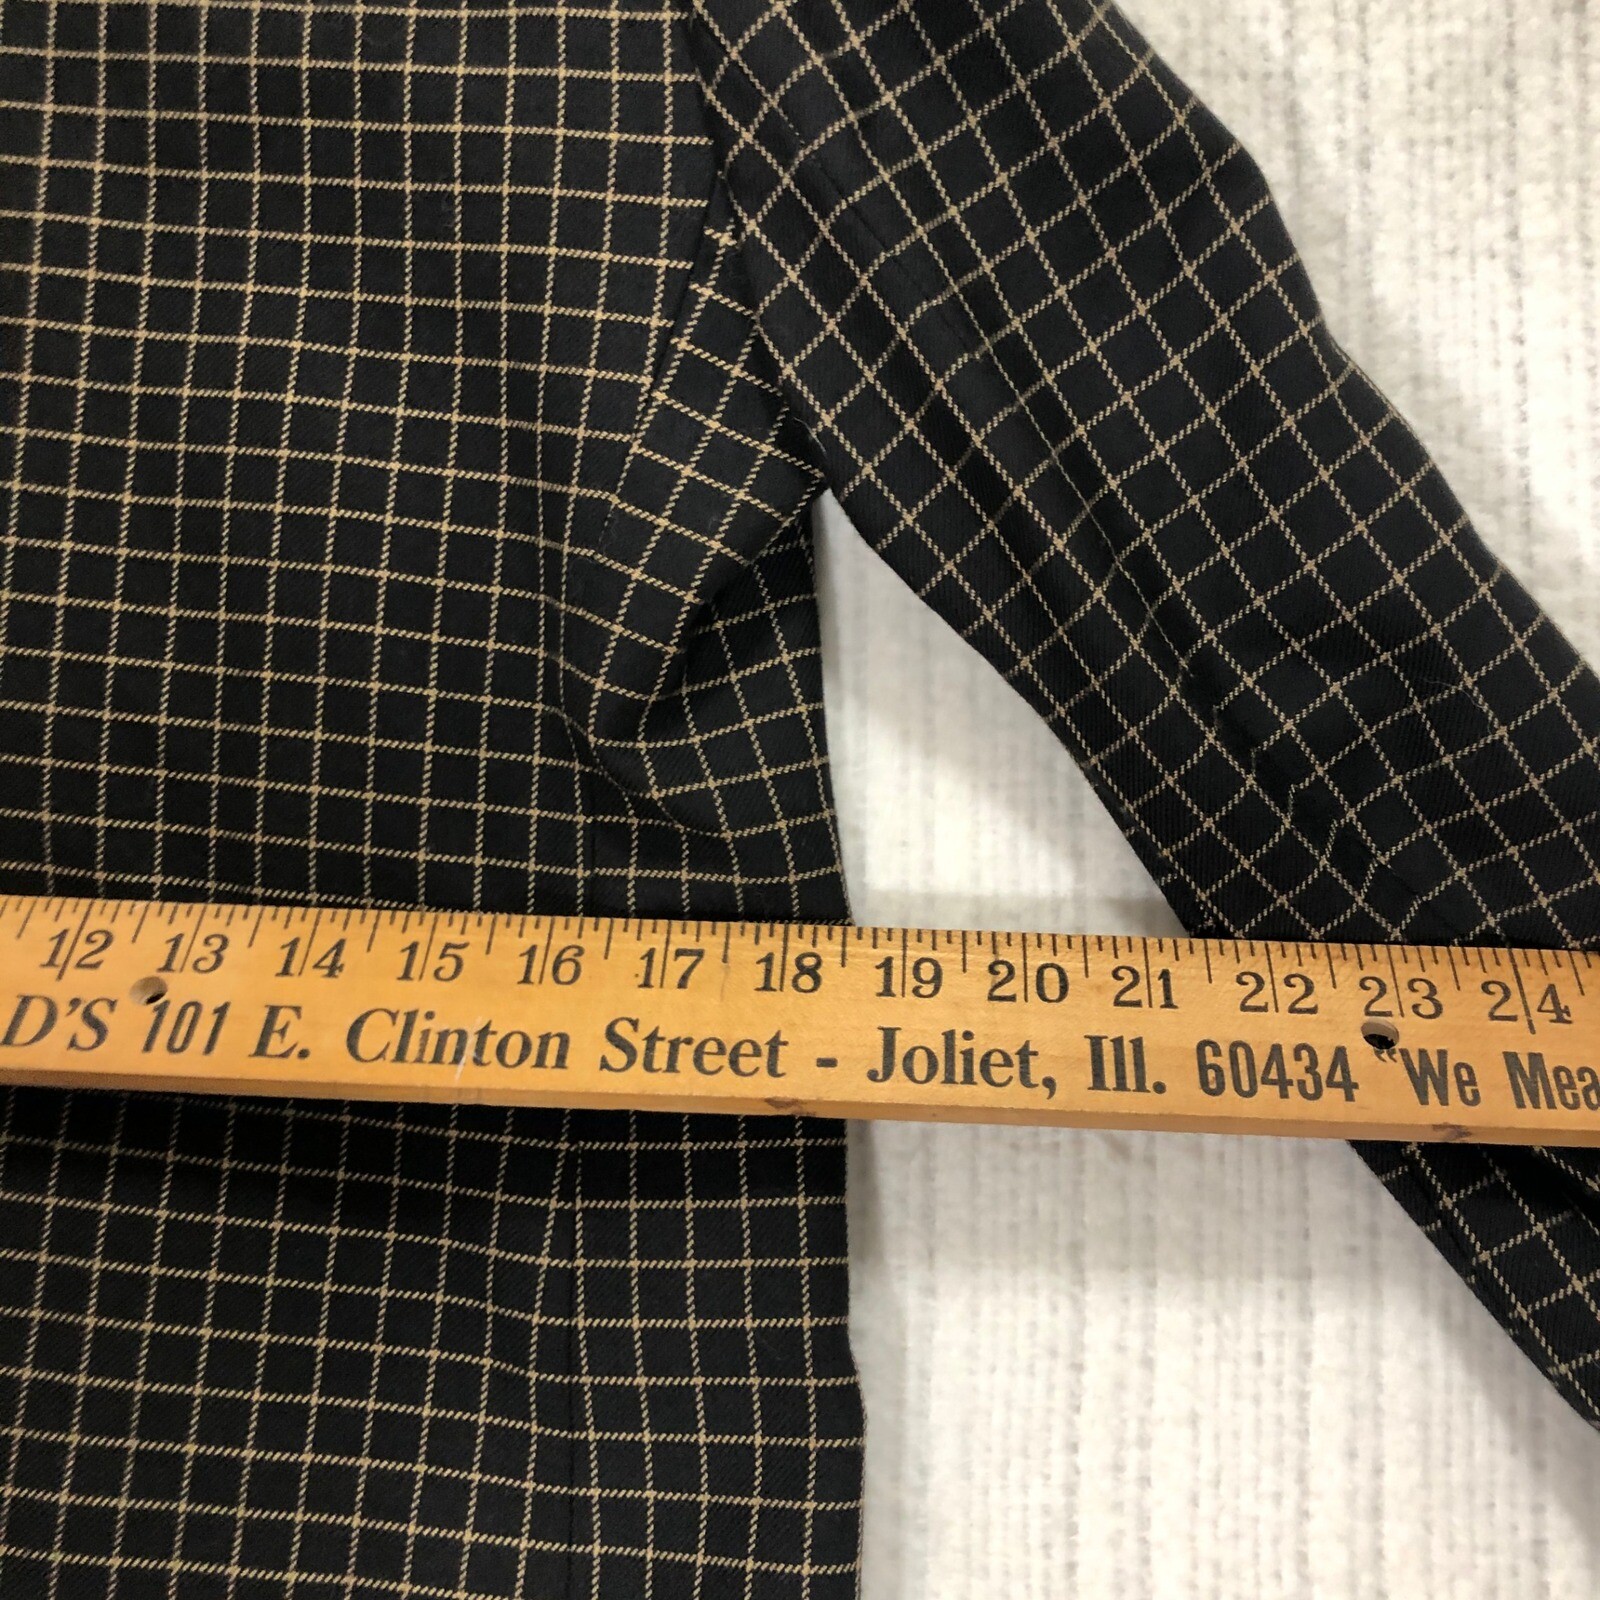 12 13 14 15 16 17 18 19 20 21 22 23 24
D'S 101 E. Clinton Street - Joliet, Ill. 60434 "We Mea